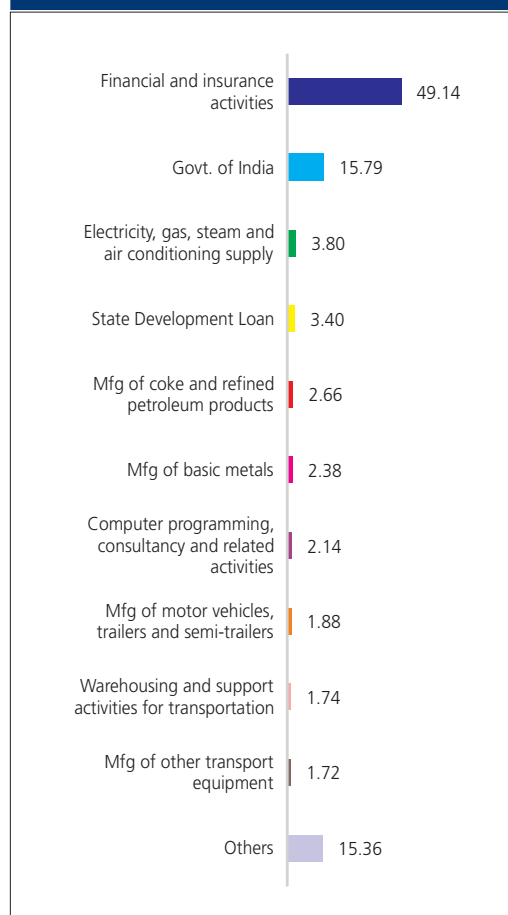 Financial and insurance
activities
49.14
Govt. of India
15.79
Electricity, gas, steam and
air conditioning supply
3.80
State Development Loan
3.40
Mfg of coke and refined
petroleum products
2.66
Mfg of basic metals
2.38
Computer programming,
consultancy and related
activities
2.14
Mfg of motor vehicles,
trailers and semi-trailers
1.88
Warehousing and support
activities for transportation
1.74
Mfg of other transport
equipment
1.72
Others
15.36